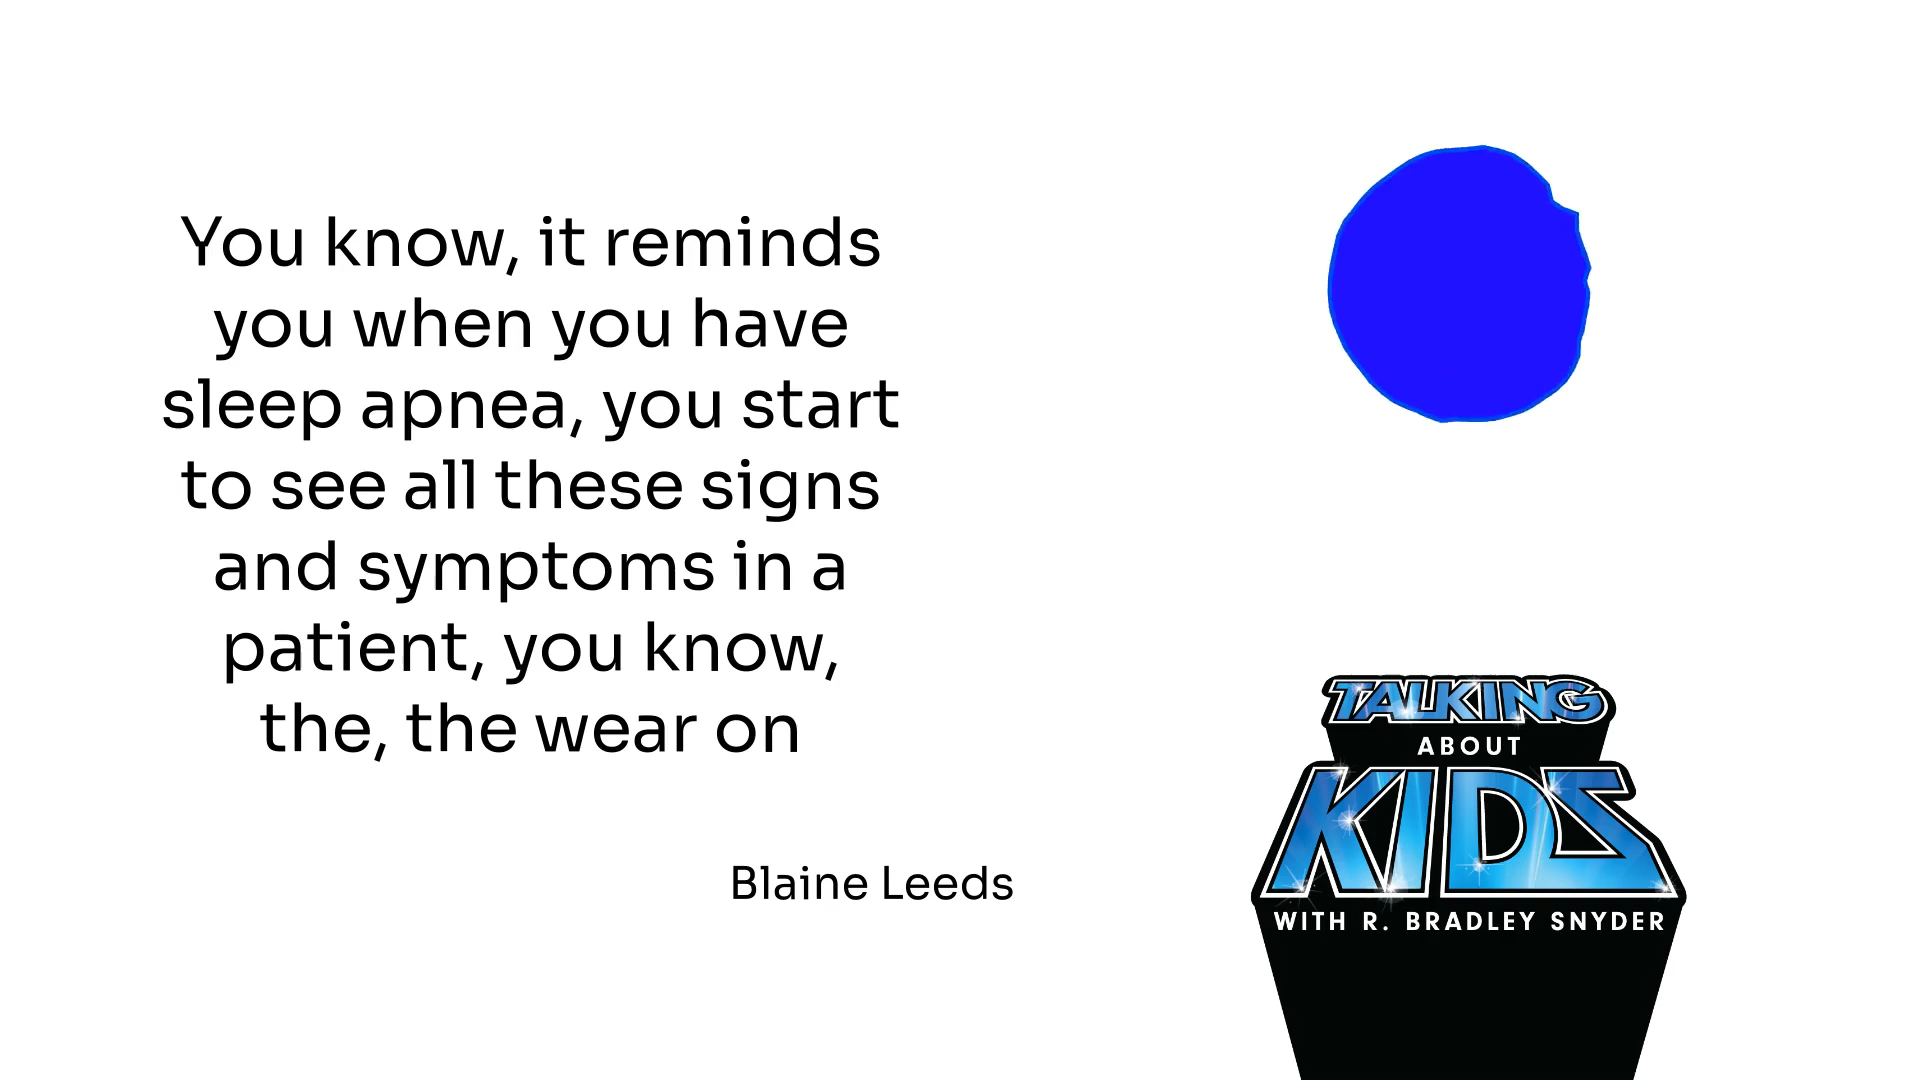 You know, it reminds
you when you have
sleep apnea, you start
to see all these signs
and symptoms in a
patient, you know,
the, the wear on
Blaine Leeds
TALKING
ABOUT
KIDS
WITH R. BRADLEY SNYDER